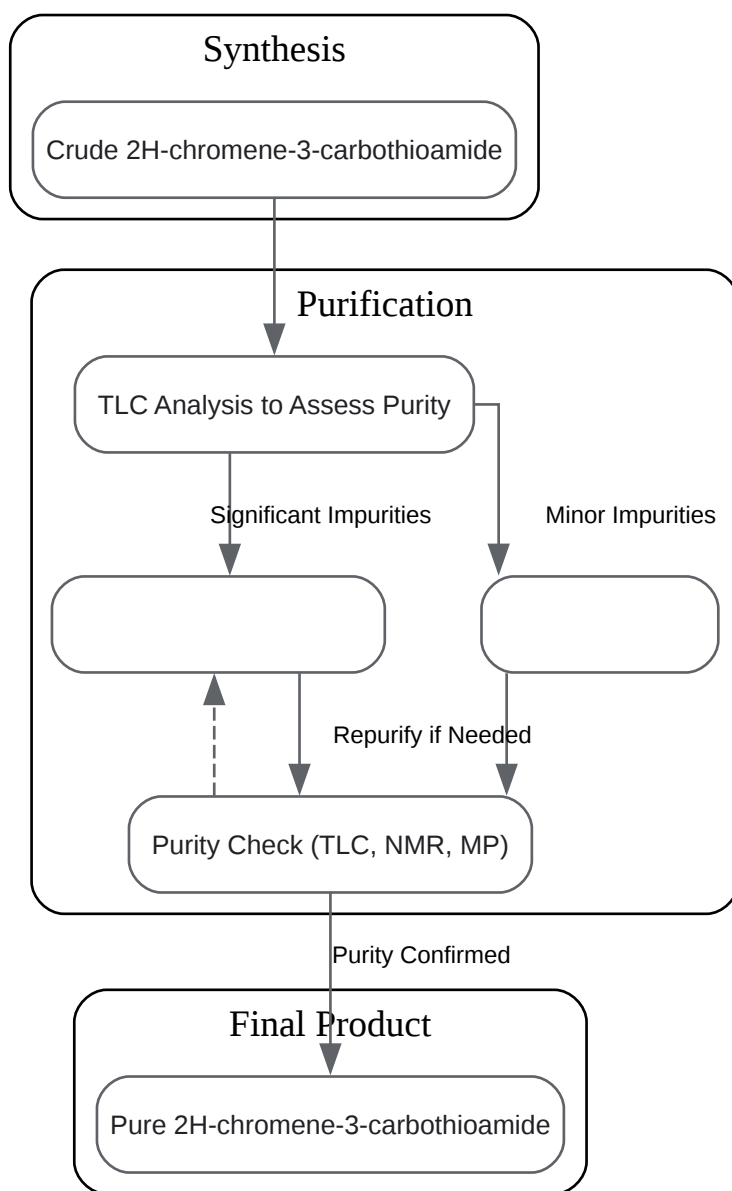 Synthesis
Crude 2H-chromene-3-carbothioamide
Purification
TLC Analysis to Assess Purity
Significant Impurities
Minor Impurities
Repurify if Needed
Purity Check (TLC, NMR, MP)
Purity Confirmed
Final Product
Pure 2H-chromene-3-carbothioamide